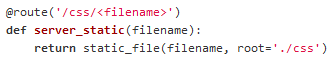 @route('/css/<filename>')
def server_static(filename):
    return static_file(filename, root='./css')